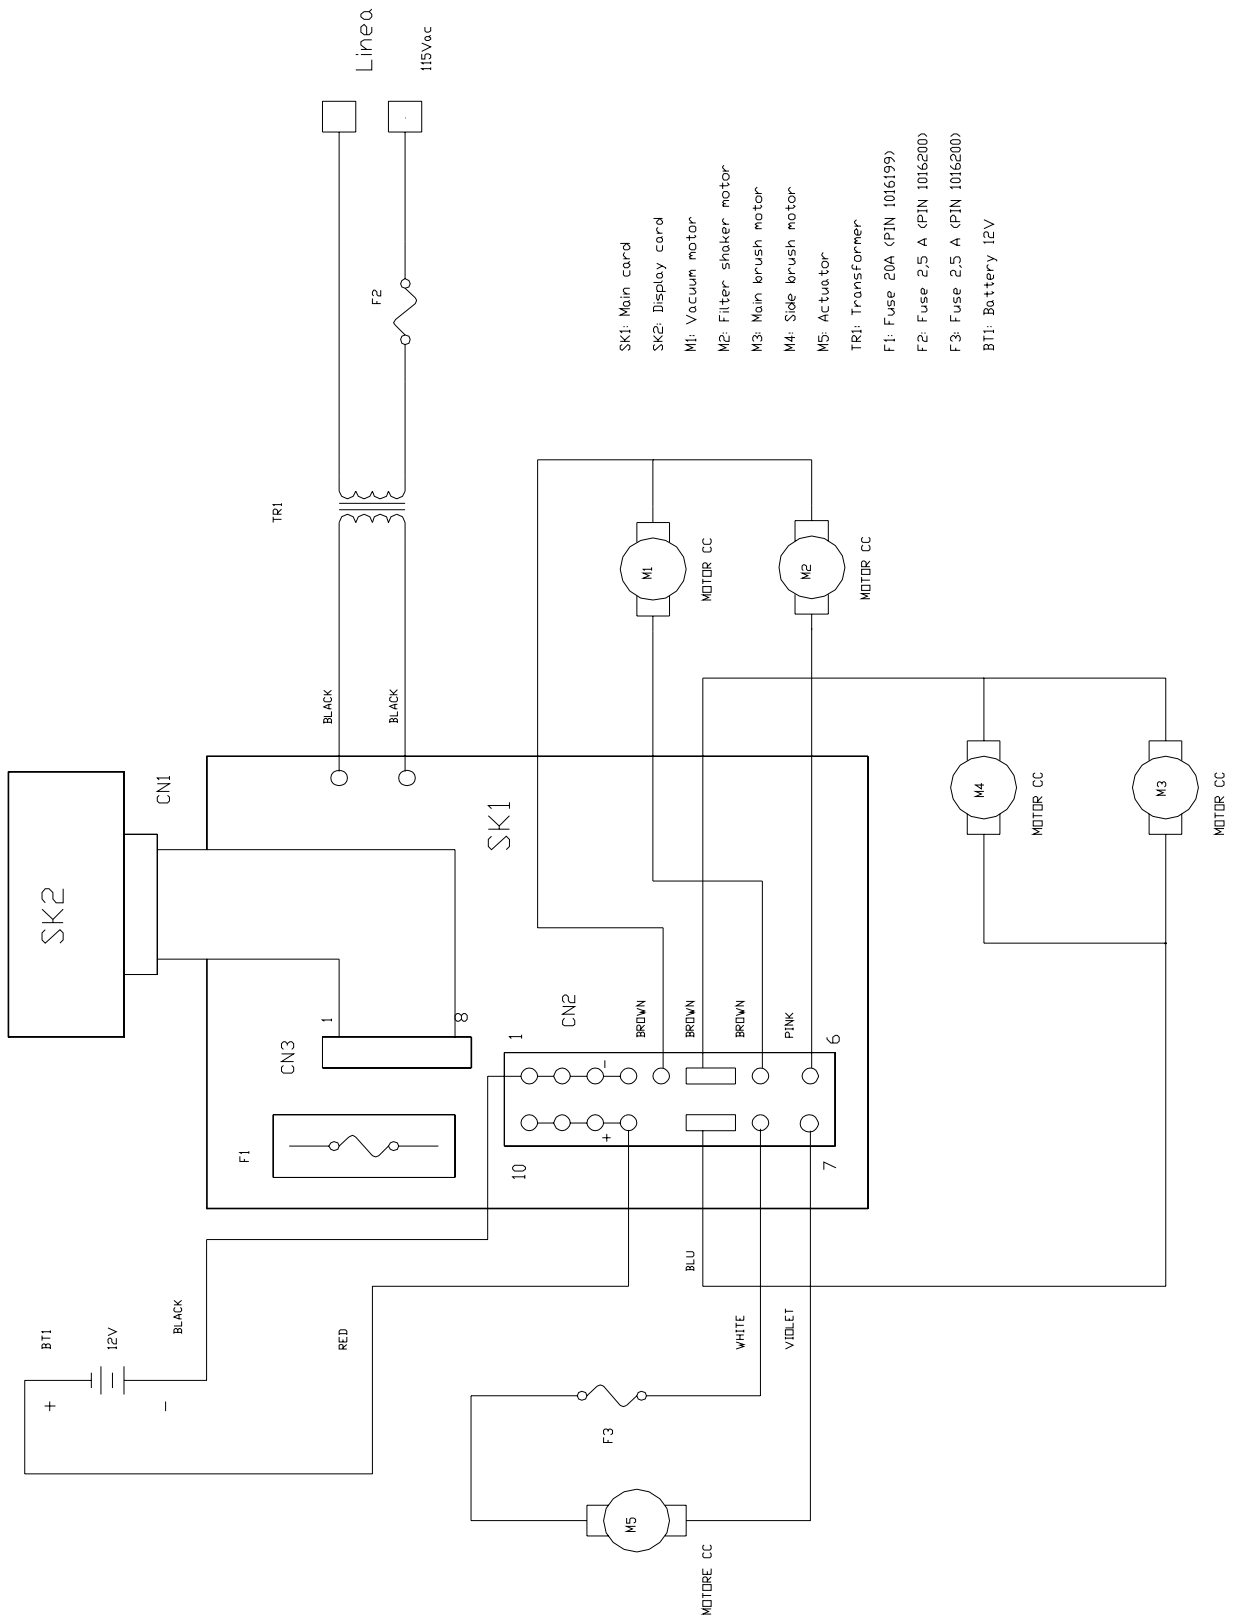 Linea
115Vac
F2
TR1
BLACK
BLACK
SK1: Main card
SK2: Display card
M1: Vacuum motor
M2: Filter shaker motor
M3: Main brush motor
M4: Side brush motor
M5: Actuator
TR1: Transformer
F1: Fuse 20A (PIN 1016199)
F2: Fuse 2,5 A (PIN 1016200)
F3: Fuse 2,5 A (PIN 1016200)
BT1: Battery 12V
M1
MOTOR CC
M2
MOTOR CC
M4
MOTOR CC
M3
MOTOR CC
SK2
CN1
SK1
CN3
1
8
CN2
1
6
BROWN
BROWN
BROWN
PINK
-
+
10
7
F1
BLU
WHITE
VIOLET
BT1
12V
BLACK
RED
+
-
F3
M5
MOTORE CC